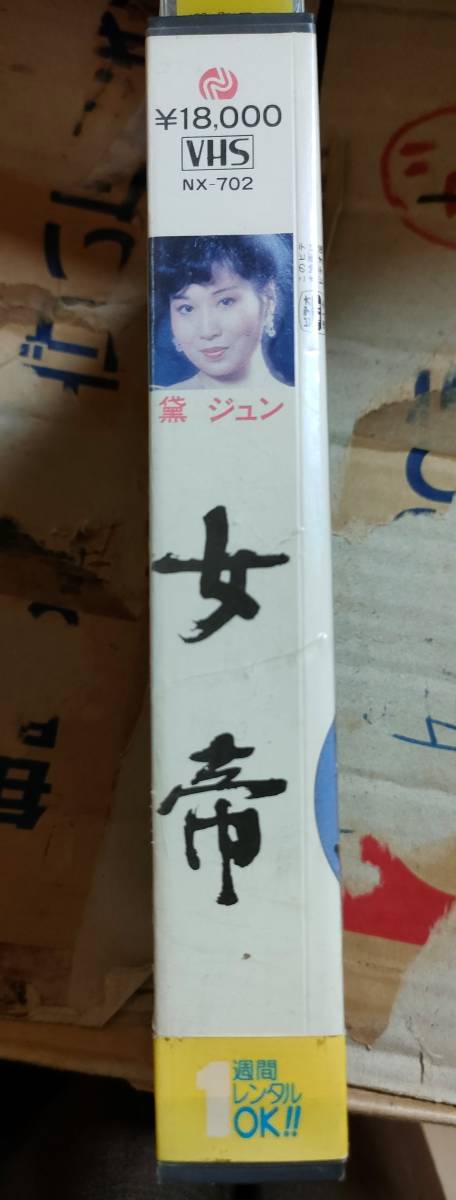 ¥18,000
VHS
NX-702
黛 ジュン
女帝
1週間
レンタル
OK!!